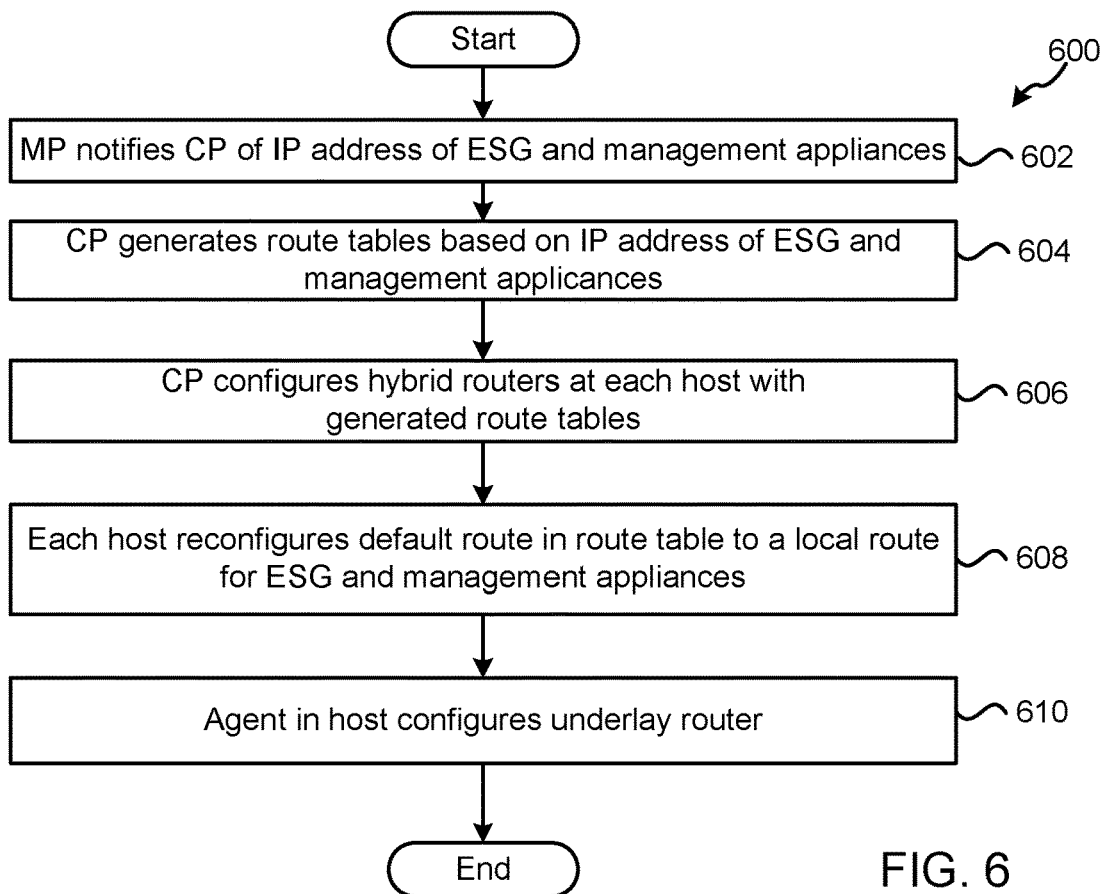 Start
600
MP notifies CP of IP address of ESG and management appliances
602
CP generates route tables based on IP address of ESG and
management applicances
604
CP configures hybrid routers at each host with
generated route tables
606
Each host reconfigures default route in route table to a local route
for ESG and management appliances
608
Agent in host configures underlay router
610
End
FIG. 6